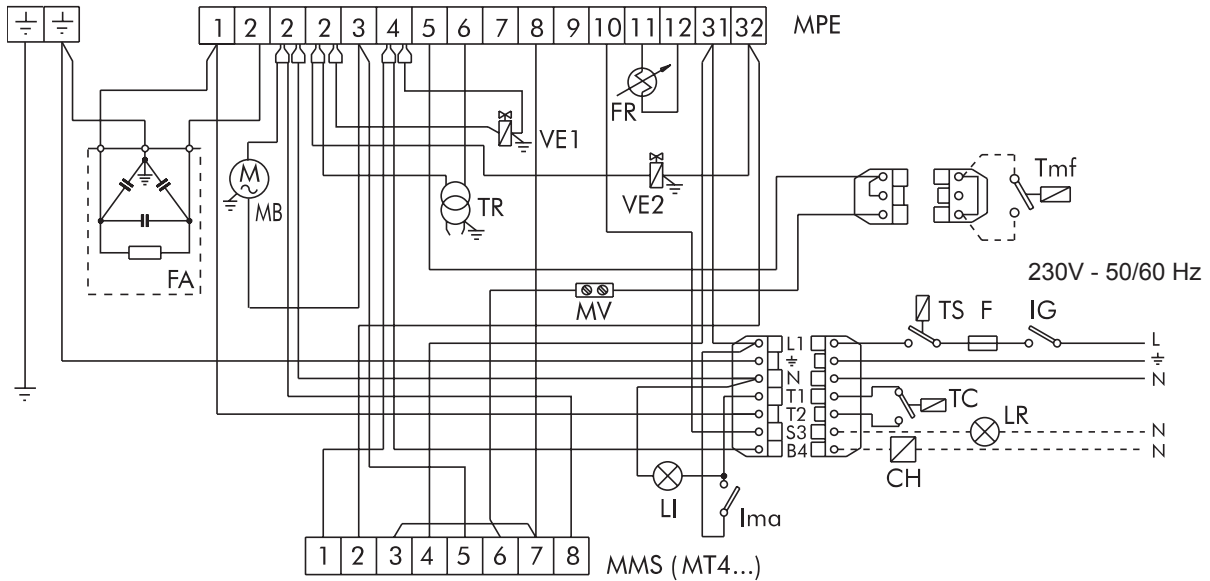 1 2 2 2 3 4 5 6 7 8 9 10 11 12 31 32 MPE
FR
VE1
Tmf
M
MB
TR
VE2
FA
230V - 50/60 Hz
MV
TS F IG
L1 L
N N
T1 TC
T2 LR
S3 N
B4 N
CH
LI
Ima
1 2 3 4 5 6 7 8 MMS (MT4...)